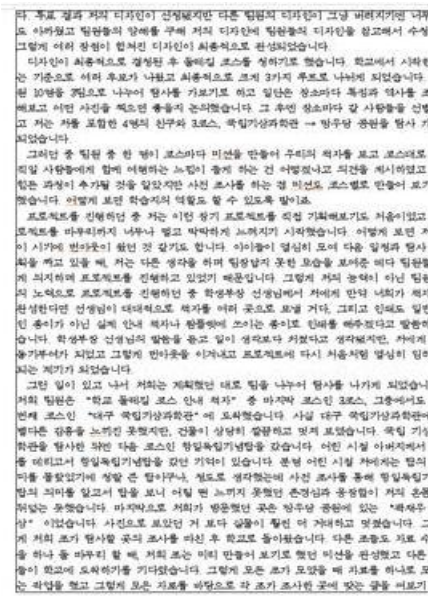 다. 투표 결과 저의 디자인이 선정됐지만 다른 팀원의 디자인이 그냥 버려지기엔 너무
도 아까웠고 팀원들의 양해를 구해 저의 디자인에 팀원들의 디자인을 참고해서 수정
그렇게 여러 장점이 합쳐진 디자인이 최종적으로 완성되었습니다.
디자인이 최종적으로 결정된 후 둘레길 코스를 정하기로 했습니다. 학교에서 시작한
는 기준으로 여러 후보가 나왔고 최종적으로 크게 3가지 루트로 나뉘게 되었습니다.
원 10명을 3팀으로 나누어 탐사를 가보기로 하고 일단은 장소마다 특징과 역사를 조
해보고 어떤 사진을 찍으면 좋을지 논의했습니다. 그 후엔 장소마다 갈 사람들을 선별
고 저는 저를 포함한 4명의 친구와 3코스, 국립기상과학관 → 망우당 공원을 탐사 가
되었습니다.
그러던 중 팀원 중 한 명이 코스마다 미션을 만들어 우리의 책자를 보고 코스대로
직일 사람들에게 함께 여행하는 느낌이 들게 하는 건 어떻겠냐고 의견을 제시하였고
힘든 과정이 추가될 것을 알았지만 사전 조사를 하는 겸 미션도 코스별로 만들어 보기
했습니다. 어떻게 보면 학습지의 역할도 할 수 있도록 말이죠.
프로젝트를 진행하던 중 저는 이런 장기 프로젝트를 직접 기획해보기도 처음이었고
로젝트를 마무리까지 너무나 멀고 막막하게 느껴지기 시작했습니다. 어떻게 보면 저
이 시기에 번아웃이 왔던 것 같기도 합니다. 아이들이 열심히 모여 다음 일정과 탐사
획을 짜고 있을 때, 저는 다른 생각을 하며 팀장답지 못한 모습을 보여준 데다 팀원들
게 의지하며 프로젝트를 진행하고 있었기 때문입니다. 그렇게 저의 능력이 아닌 팀원
의 노력으로 프로젝트를 진행하던 중 학생부장 선생님께서 저에게 만약 너희가 책자
완성한다면 선생님이 대대적으로 책자를 여러 곳으로 보낼 거다, 그리고 인쇄도 일반
인 종이가 아닌 실제 안내 책자나 팜플렛에 쓰이는 종이로 인쇄를 해주겠다고 말씀하
습니다. 학생부장 선생님의 말씀을 듣고 일이 생각보다 커졌다고 생각됐지만, 저에게
동기부여가 되었고 그렇게 번아웃을 이겨내고 프로젝트에 다시 처음처럼 열심히 임하
되는 계기가 되었습니다.
그런 일이 있고 나서 저희는 계획했던 대로 팀을 나누어 탐사를 나가게 되었습니
저희 팀원은 "학교 둘레길 코스 안내 책자" 중 마지막 코스인 3코스, 그중에서도
번째 코스인 "대구 국립기상과학관" 에 도착했습니다. 사실 대구 국립기상과학관에
별다른 감흥을 느끼진 못했지만, 건물이 상당히 깔끔하고 멋져 보였습니다. 국립 기상
학관을 탐사한 뒤엔 다음 코스인 항일독립기념탑을 갔습니다. 어린 시절 아버지께서
를 데리고서 항일독립기념탑을 갔던 기억이 있습니다. 분명 어린 시절 저에게는 탑의
미를 몰랐었기에 정말 큰 탑이구나, 정도로 생각했는데 사전 조사를 통해 항일독립기
탑의 의미를 알고서 탑을 보니 어릴 땐 느끼지 못했던 존경심과 웅장함이 저의 온몸
뒤덮는 듯했습니다. 마지막으로 저희가 방문했던 곳은 망우당 공원에 있는 "곽재우
상" 이었습니다. 사진으로 보았던 거 보다 실물이 훨씬 더 거대하고 멋졌습니다. 그
게 저희 조가 탐사할 곳의 조사를 마친 후 학교로 돌아왔습니다. 다른 조들도 자료 수
을 하나 둘 마무리 할 때, 저희 조는 미리 만들어 보기로 했던 미션을 완성했고 다른
들이 학교에 도착하기를 기다렸습니다. 그렇게 모든 조가 모였을 때 자료를 하나로 모
는 작업을 했고 그렇게 모은 자료를 바탕으로 각 조가 조사한 곳에 맞는 글을 써보기